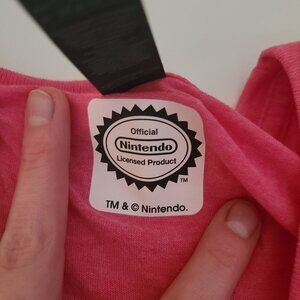 Official
Nintendo
Licensed Product
TM
TM & © Nintendo.